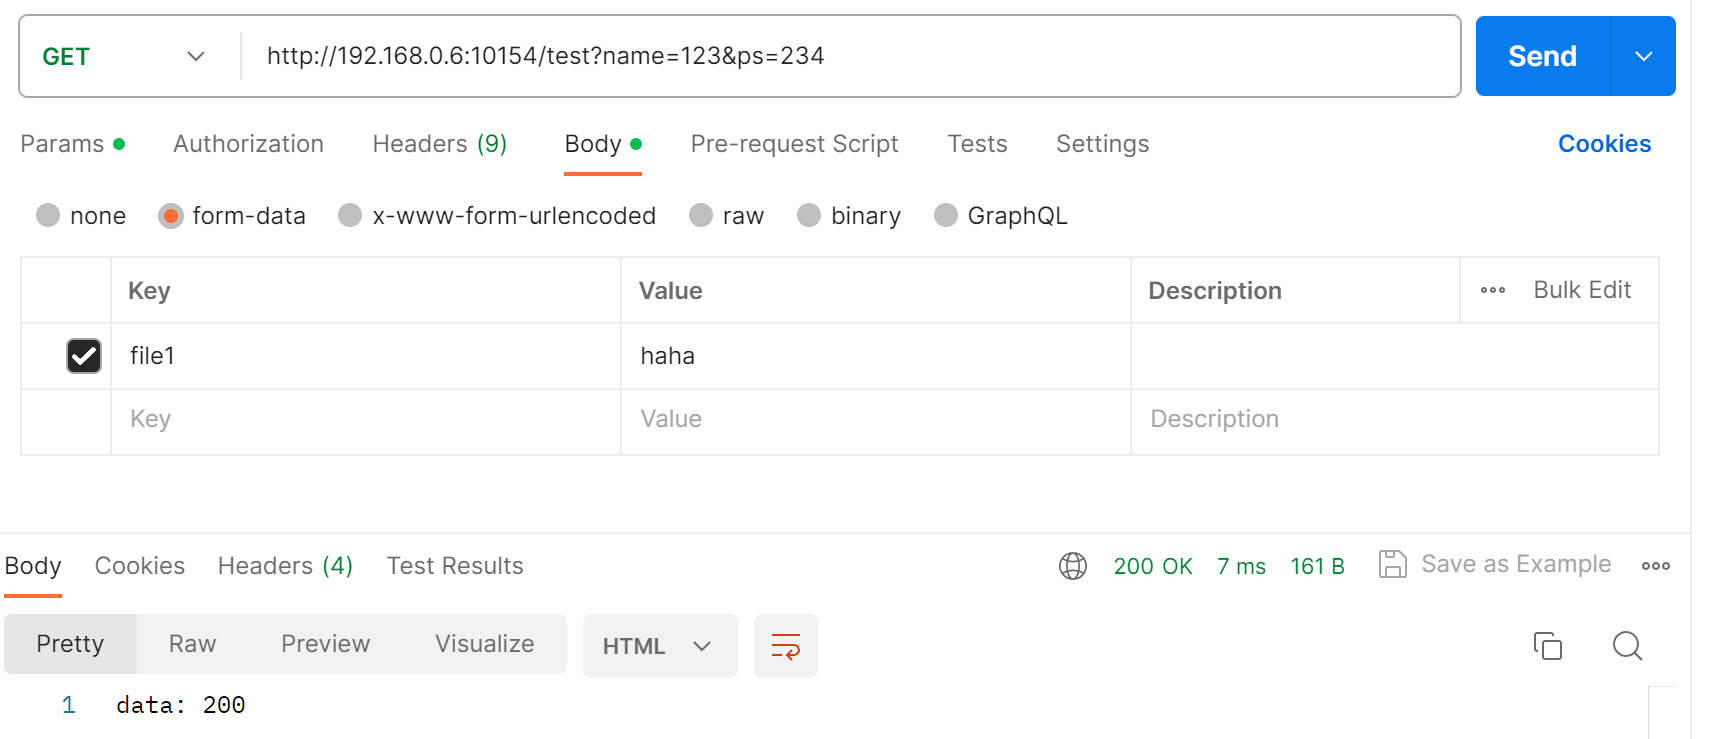 GET http://192.168.0.6:10154/test?name=123&ps=234 Send
Params Authorization Headers (9) Body Pre-request Script Tests Settings Cookies
none form-data x-www-form-urlencoded raw binary GraphQL
Key Value Description Bulk Edit
file1 haha
Key Value Description
Body Cookies Headers (4) Test Results 200 OK 7 ms 161 B Save as Example
Pretty Raw Preview Visualize HTML
1 data: 200